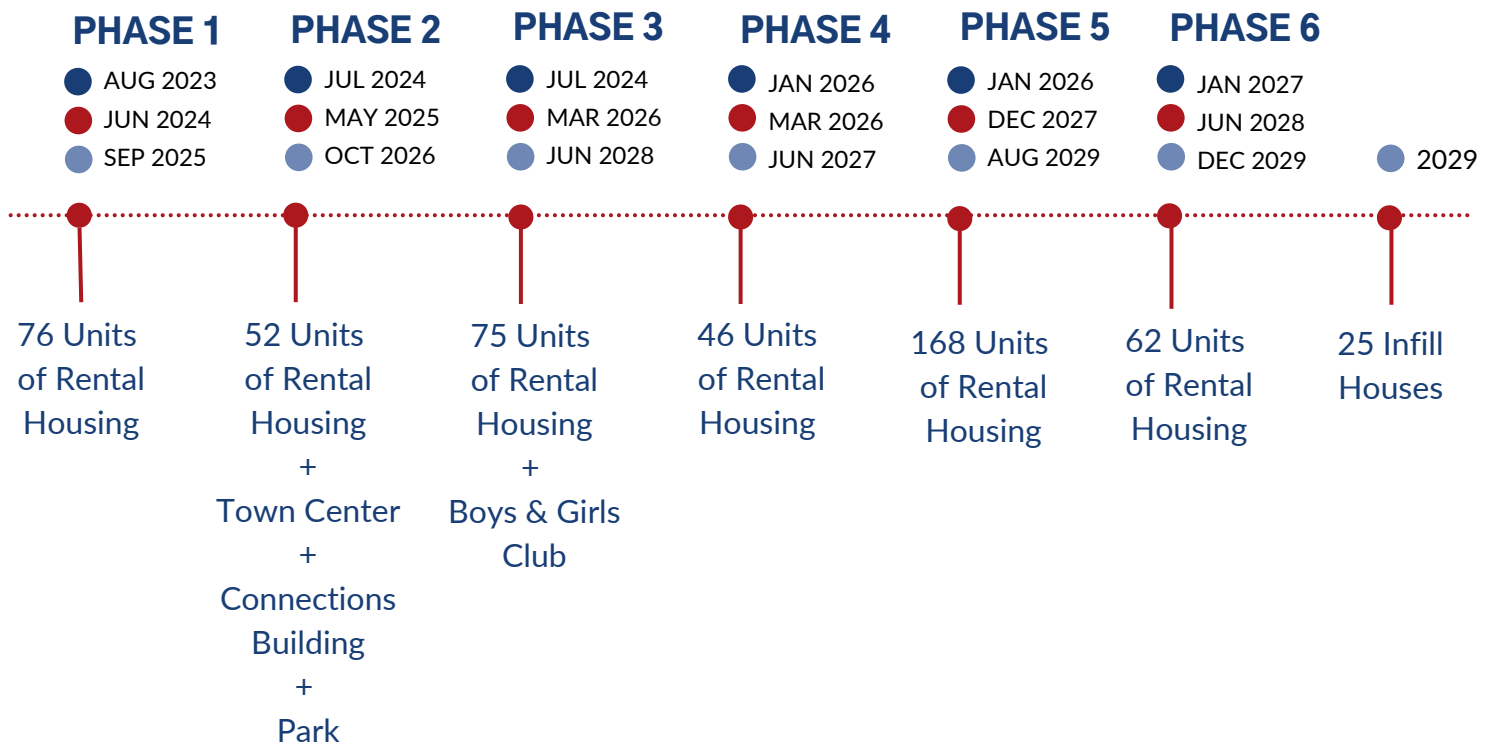 PHASE 1
AUG 2023
JUN 2024
SEP 2025
76 Units
of Rental
Housing
PHASE 2
JUL 2024
MAY 2025
OCT 2026
52 Units
of Rental
Housing
+
Town Center
+
Connections
Building
+
Park
PHASE 3
JUL 2024
MAR 2026
JUN 2028
75 Units
of Rental
Housing
+
Boys & Girls
Club
PHASE 4
JAN 2026
MAR 2026
JUN 2027
46 Units
of Rental
Housing
PHASE 5
JAN 2026
DEC 2027
AUG 2029
168 Units
of Rental
Housing
PHASE 6
JAN 2027
JUN 2028
DEC 2029
62 Units
of Rental
Housing
2029
25 Infill
Houses